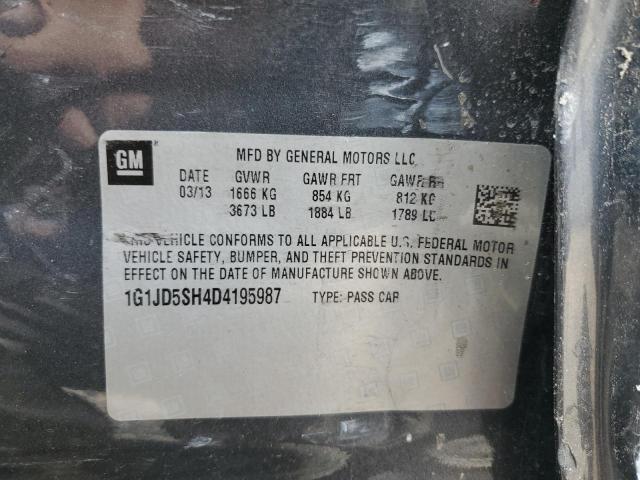 GM
MFD BY GENERAL MOTORS LLC
DATE GVWR GAWR FRT GAWR RR
03/13 1666 KG 854 KG 812 KG
3673 LB 1884 LB 1789 LB
VEHICLE CONFORMS TO ALL APPLICABLE U.S. FEDERAL MOTOR
VEHICLE SAFETY, BUMPER, AND THEFT PREVENTION STANDARDS IN
EFFECT ON THE DATE OF MANUFACTURE SHOWN ABOVE.
1G1JD5SH4D4195987 TYPE: PASS CAR